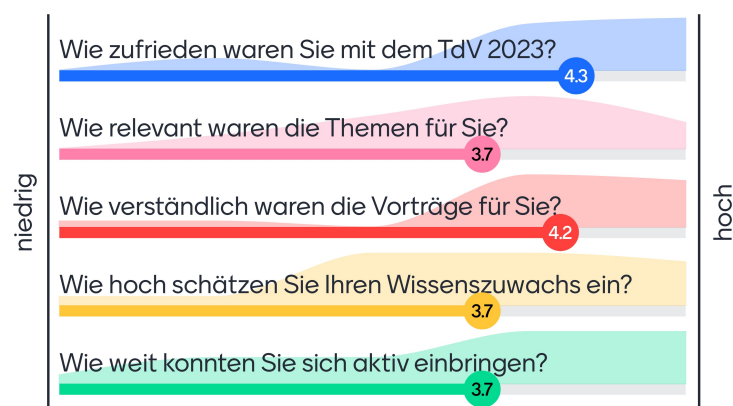 Wie zufrieden waren Sie mit dem TdV 2023?
4.3
Wie relevant waren die Themen für Sie?
3.7
Wie verständlich waren die Vorträge für Sie?
4.2
Wie hoch schätzen Sie Ihren Wissenszuwachs ein?
3.7
Wie weit konnten Sie sich aktiv einbringen?
3.7
niedrig
hoch